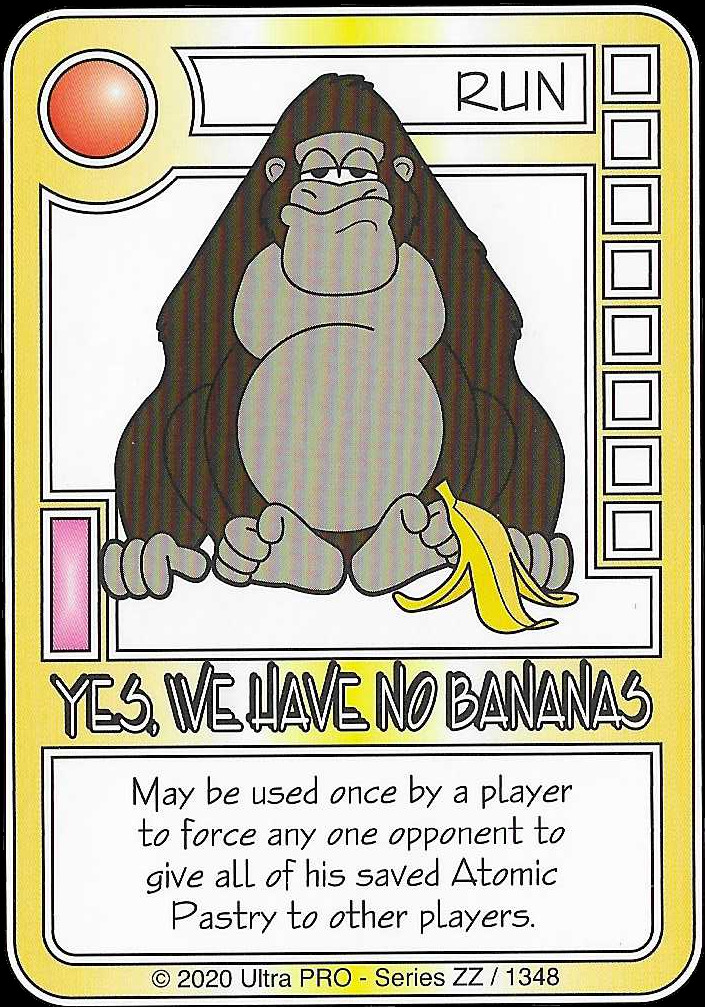 RUN
YES, WE HAVE NO BANANAS
May be used once by a player
to force any one opponent to
give all of his saved Atomic
Pastry to other players.
© 2020 Ultra PRO - Series ZZ / 1348